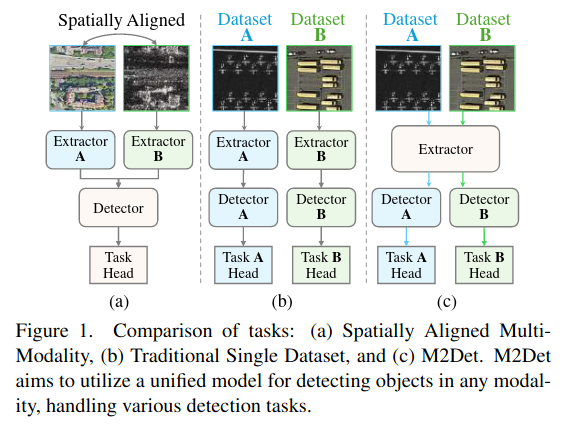 Spatially Aligned
Dataset
A
Dataset
B
Dataset
A
Dataset
B
Extractor
A
Extractor
B
Extractor
A
Extractor
B
Extractor
Detector
Detector
A
Detector
B
Detector
A
Detector
B
Task
Head
Task A
Head
Task B
Head
Task A
Head
Task B
Head
(a)
(b)
(c)
Figure 1. Comparison of tasks: (a) Spatially Aligned Multi-
Modality, (b) Traditional Single Dataset, and (c) M2Det. M2Det
aims to utilize a unified model for detecting objects in any modal-
ity, handling various detection tasks.